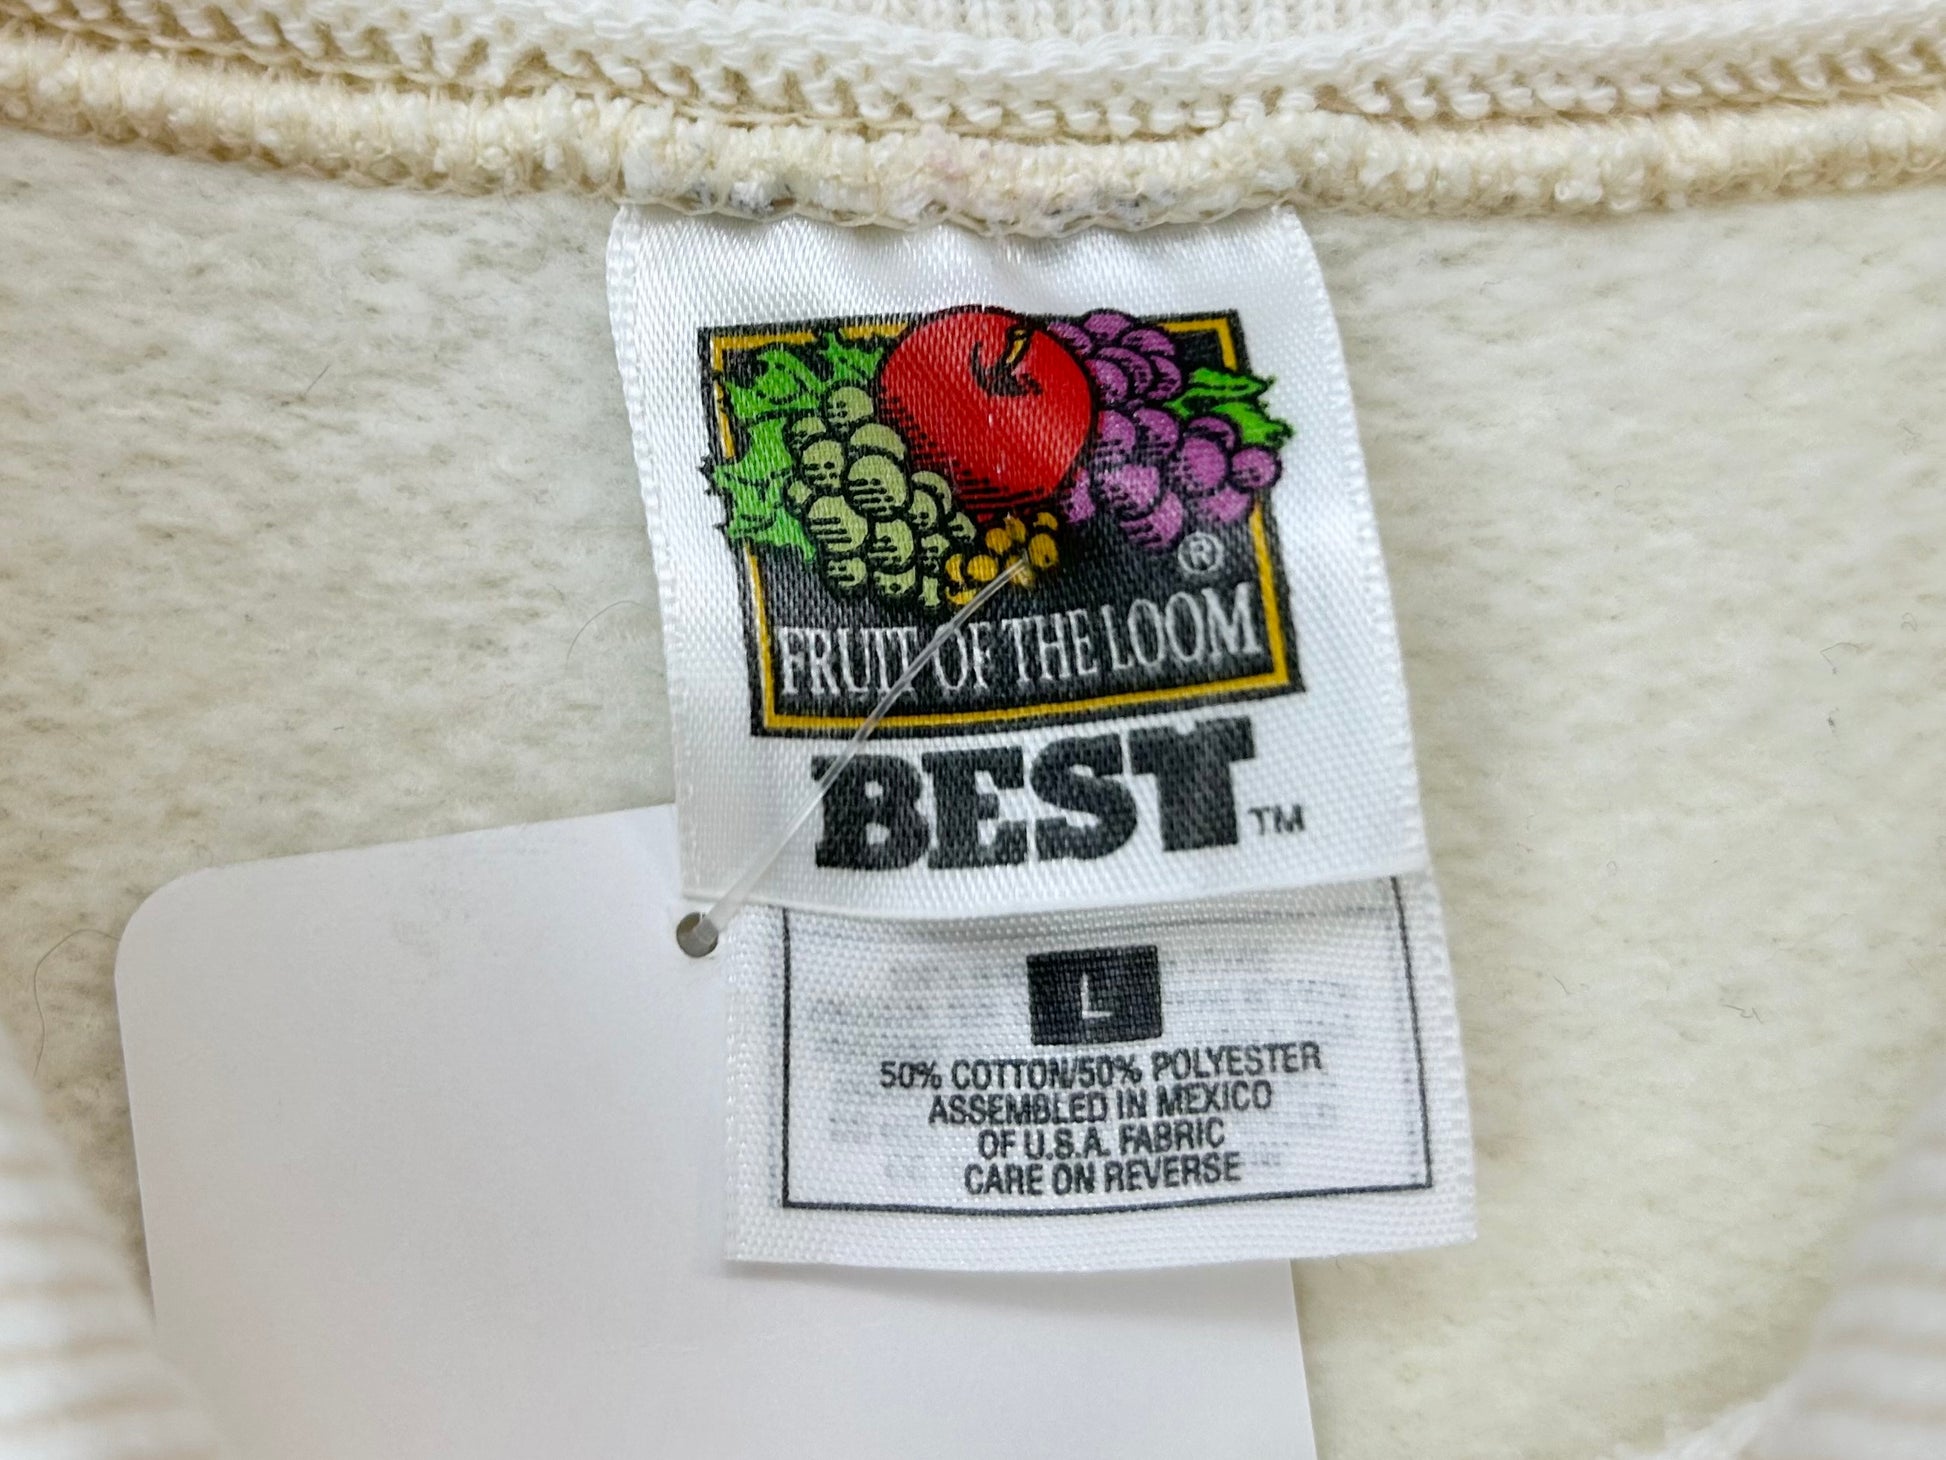 ®
FRUIT OF THE LOOM
BEST™
L
50% COTTON/50% POLYESTER
ASSEMBLED IN MEXICO
OF U.S.A. FABRIC
CARE ON REVERSE